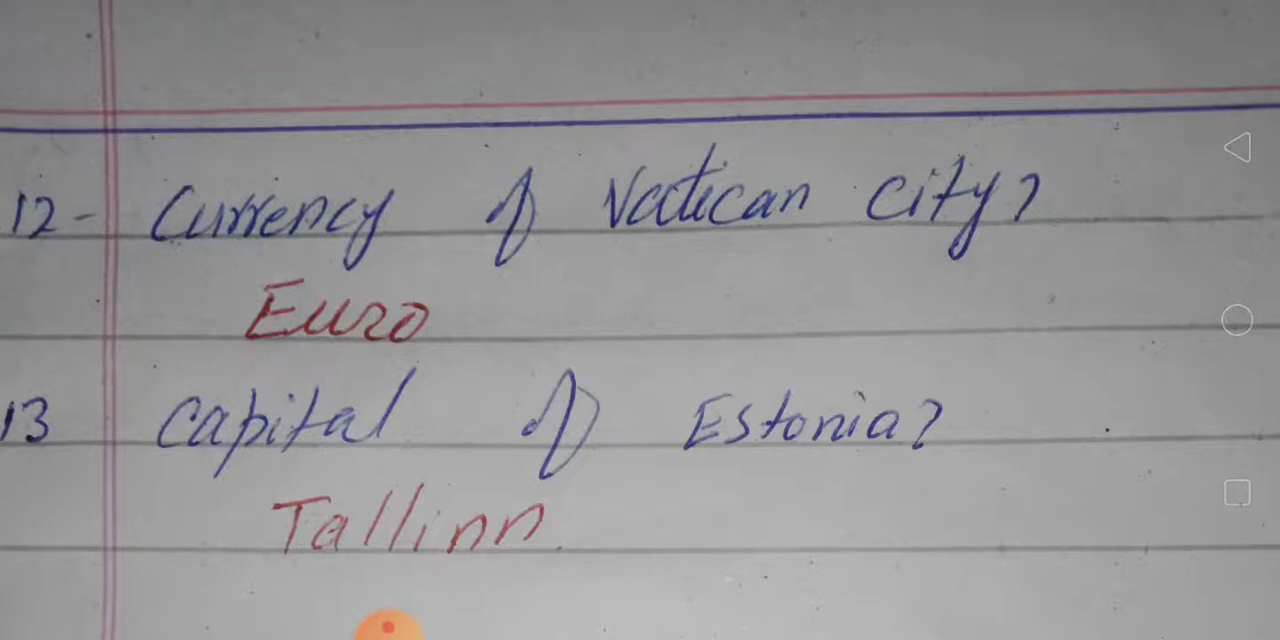 12- Currency of Vatican city?
Euro
13 Capital of Estonia?
Tallinn.